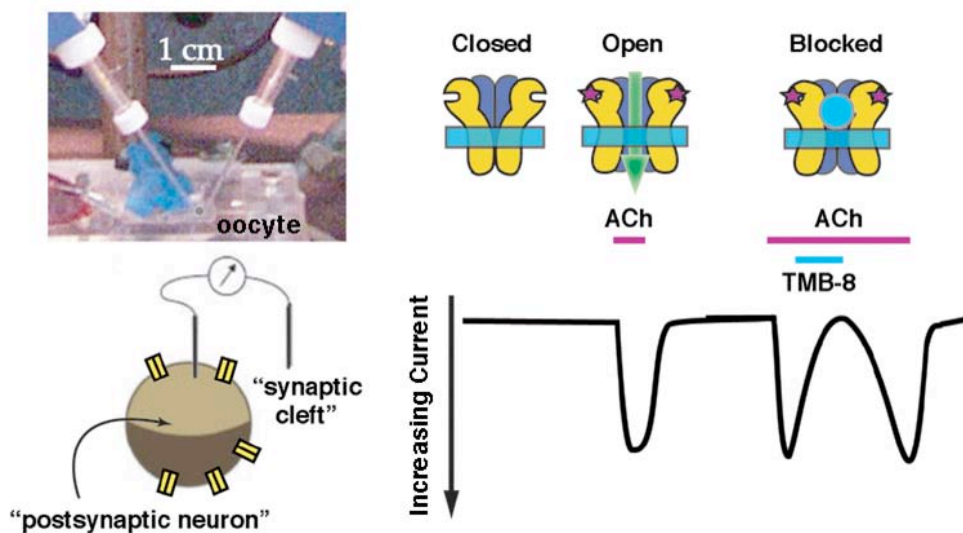 1 cm
oocyte
"synaptic
cleft"
"postsynaptic neuron"
Closed
Open
Blocked
ACh
ACh
TMB-8
Increasing Current